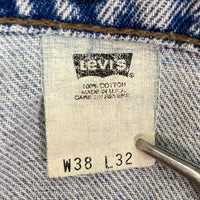 Levi's
100% COTTON
MADE IN U.S.A.
CARE ON REVERSE
W38 L32